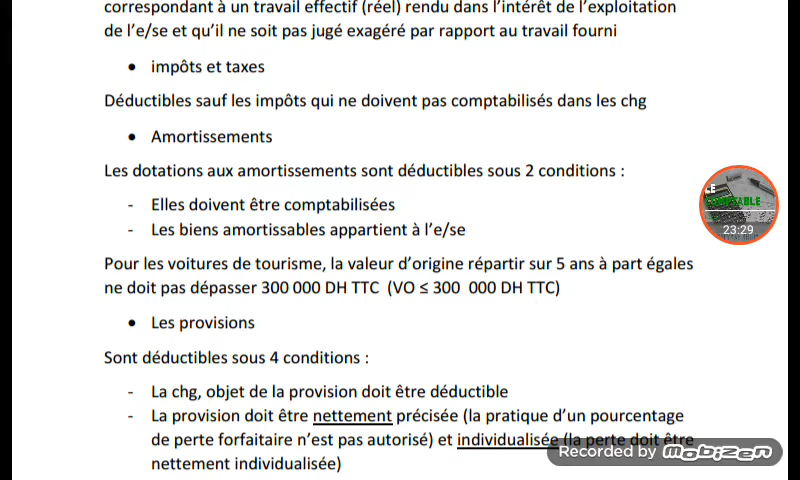 correspondant à un travail effectif (réel) rendu dans l'intérêt de l'exploitation
de l'e/se et qu'il ne soit pas jugé exagéré par rapport au travail fourni
• impôts et taxes
Déductibles sauf les impôts qui ne doivent pas comptabilisés dans les chg
• Amortissements
Les dotations aux amortissements sont déductibles sous 2 conditions :
- Elles doivent être comptabilisées
- Les biens amortissables appartient à l'e/se
23:29
Pour les voitures de tourisme, la valeur d'origine répartir sur 5 ans à part égales
ne doit pas dépasser 300 000 DH TTC (VO ≤ 300 000 DH TTC)
• Les provisions
Sont déductibles sous 4 conditions :
- La chg, objet de la provision doit être déductible
- La provision doit être nettement précisée (la pratique d'un pourcentage
de perte forfaitaire n'est pas autorisé) et individualisée (la perte doit être
nettement individualisée)
Recorded by mobizen